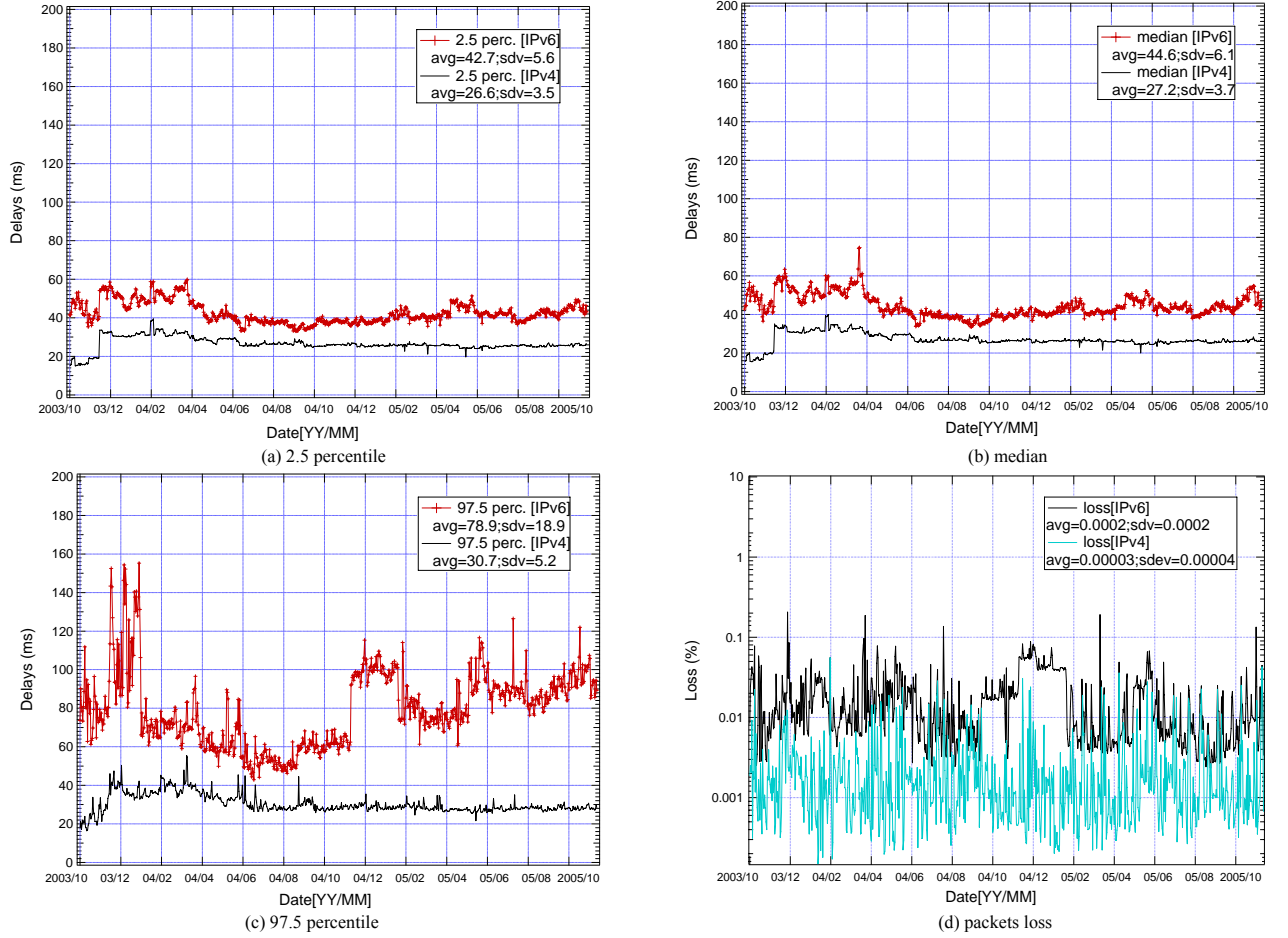 200
180
160
140
120
100
80
60
40
20
0
Delays (ms)
2.5 perc. [IPv6]
avg=42.7;sdv=5.6
2.5 perc. [IPv4]
avg=26.6;sdv=3.5
2003/10 03/12 04/02 04/04 04/06 04/08 04/10 04/12 05/02 05/04 05/06 05/08 2005/10
Date[YY/MM]
(a) 2.5 percentile
200
180
160
140
120
100
80
60
40
20
0
Delays (ms)
median [IPv6]
avg=44.6;sdv=6.1
median [IPv4]
avg=27.2;sdv=3.7
2003/10 03/12 04/02 04/04 04/06 04/08 04/10 04/12 05/02 05/04 05/06 05/08 2005/10
Date[YY/MM]
(b) median
200
180
160
140
120
100
80
60
40
20
0
Delays (ms)
97.5 perc. [IPv6]
avg=78.9;sdv=18.9
97.5 perc. [IPv4]
avg=30.7;sdv=5.2
2003/10 03/12 04/02 04/04 04/06 04/08 04/10 04/12 05/02 05/04 05/06 05/08 2005/10
Date[YY/MM]
(c) 97.5 percentile
10
1
0.1
0.01
0.001
Loss (%)
loss[IPv6]
avg=0.0002;sdv=0.0002
loss[IPv4]
avg=0.00003;sdev=0.00004
2003/10 03/12 04/02 04/04 04/06 04/08 04/10 04/12 05/02 05/04 05/06 05/08 2005/10
Date[YY/MM]
(d) packets loss